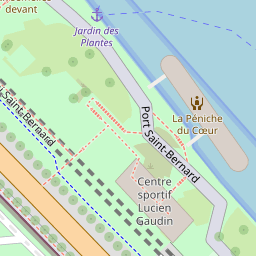 devant
Jardin des
Plantes
La Péniche
du Cœur
Port Saint-Bernard
Saint-Bernard
Centre
sportif
Lucien
Gaudin